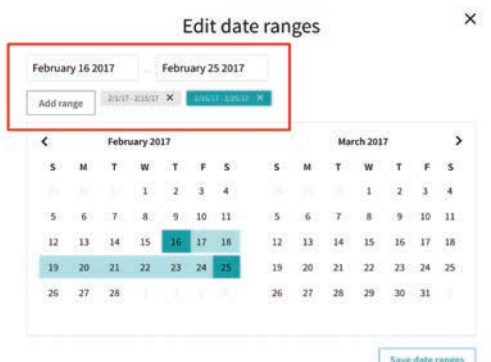 Edit date ranges
February 16 2017 - February 25 2017
Add range 2/1/17 - 2/15/17 × 2/16/17 - 2/25/17 ×
February 2017 March 2017
S M T W T F S S M T W T F S
1 2 3 4 1 2 3 4
5 6 7 8 9 10 11 5 6 7 8 9 10 11
12 13 14 15 16 17 18 12 13 14 15 16 17 18
19 20 21 22 23 24 25 19 20 21 22 23 24 25
26 27 28 26 27 28 29 30 31
Save date ranges